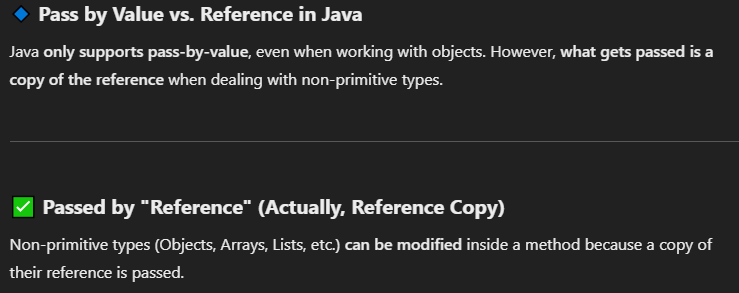 🔷 Pass by Value vs. Reference in Java
Java only supports pass-by-value, even when working with objects. However, what gets passed is a
copy of the reference when dealing with non-primitive types.
✅ Passed by "Reference" (Actually, Reference Copy)
Non-primitive types (Objects, Arrays, Lists, etc.) can be modified inside a method because a copy of
their reference is passed.